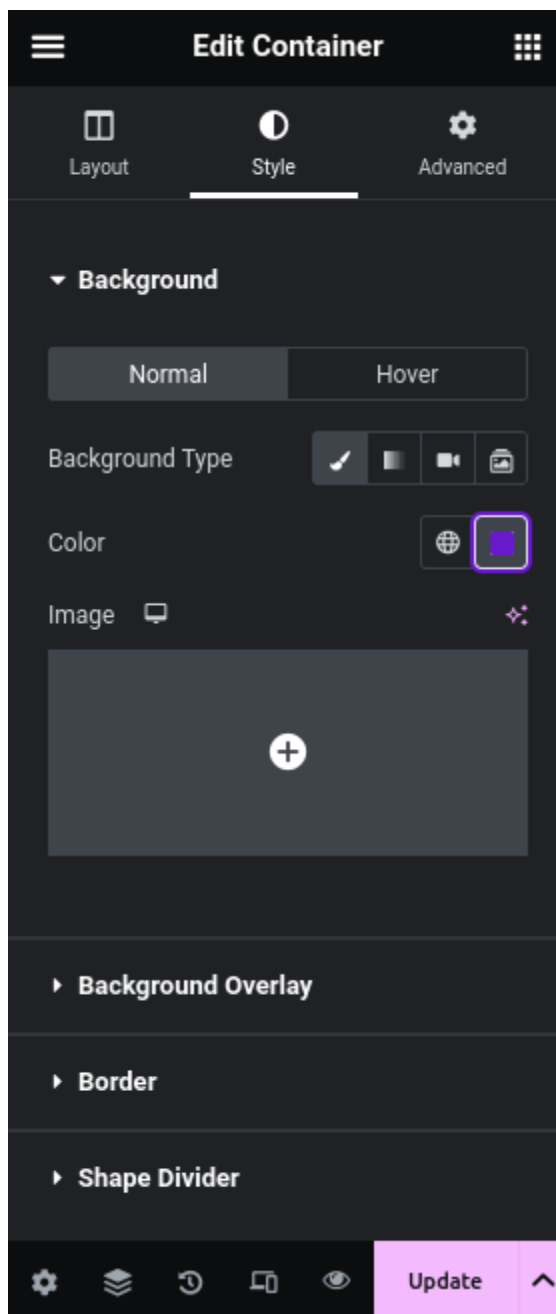 Edit Container
Layout Style Advanced
Background
Normal Hover
Background Type
Color
Image
Background Overlay
Border
Shape Divider
Update